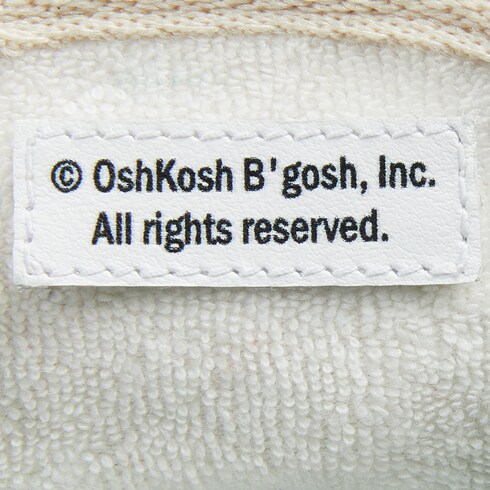 © OshKosh B'gosh, Inc.
All rights reserved.